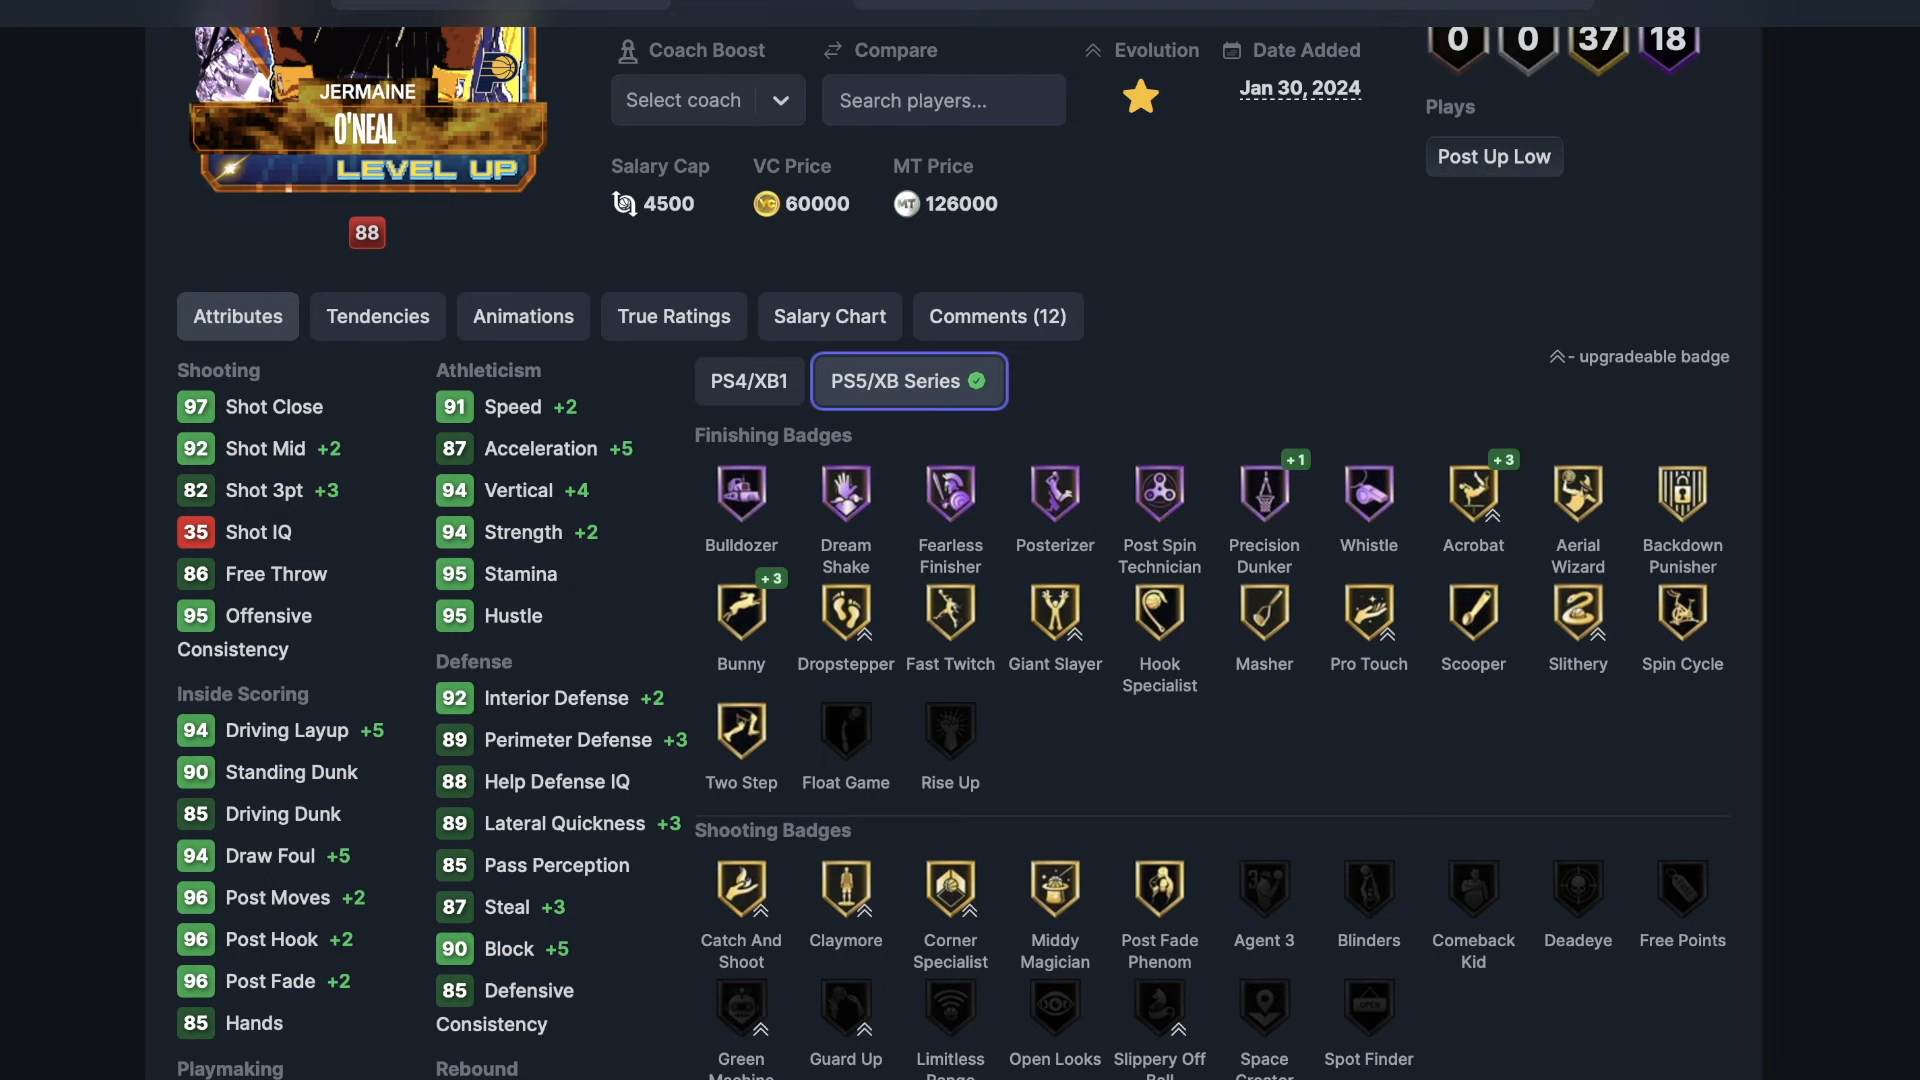 JERMAINE
O'NEAL
LEVEL UP
88
Coach Boost
Select coach
Compare
Search players...
Evolution
Date Added
Jan 30, 2024
0 0 37 18
Plays
Post Up Low
Salary Cap
4500
VC Price
VC 60000
MT Price
MT 126000
Attributes
Tendencies
Animations
True Ratings
Salary Chart
Comments (12)
Shooting
97 Shot Close
92 Shot Mid +2
82 Shot 3pt +3
35 Shot IQ
86 Free Throw
95 Offensive
Consistency
Inside Scoring
94 Driving Layup +5
90 Standing Dunk
85 Driving Dunk
94 Draw Foul +5
96 Post Moves +2
96 Post Hook +2
96 Post Fade +2
85 Hands
Playmaking
Athleticism
91 Speed +2
87 Acceleration +5
94 Vertical +4
94 Strength +2
95 Stamina
95 Hustle
Defense
92 Interior Defense +2
89 Perimeter Defense +3
88 Help Defense IQ
89 Lateral Quickness +3
85 Pass Perception
87 Steal +3
90 Block +5
85 Defensive
Consistency
Rebound
PS4/XB1
PS5/XB Series
- upgradeable badge
Finishing Badges
Bulldozer
Dream
Shake
Fearless
Finisher
Posterizer
Post Spin
Technician
+1
Precision
Dunker
Whistle
+3
Acrobat
Aerial
Wizard
Backdown
Punisher
+3
Bunny
Dropstepper
Fast Twitch
Giant Slayer
Hook
Specialist
Masher
Pro Touch
Scooper
Slithery
Spin Cycle
Two Step
Float Game
Rise Up
Shooting Badges
Catch And
Shoot
Claymore
Corner
Specialist
Middy
Magician
Post Fade
Phenom
Agent 3
Blinders
Comeback
Kid
Deadeye
Free Points
Green
Machine
Guard Up
Limitless
Range
Open Looks
Slippery Off
Ball
Space
Creator
OPEN
Spot Finder